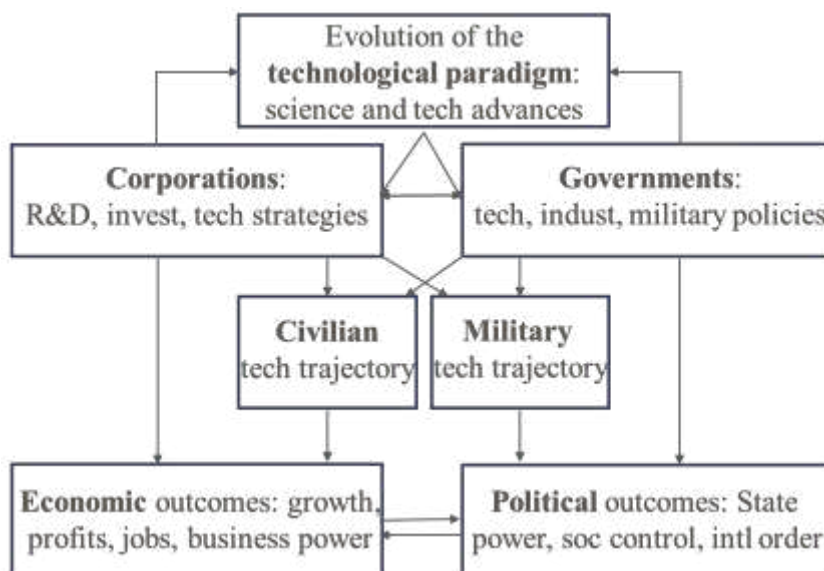 Evolution of the
technological paradigm:
science and tech advances
Corporations:
R&D, invest, tech strategies
Governments:
tech, indust, military policies
Civilian
tech trajectory
Military
tech trajectory
Economic outcomes: growth,
profits, jobs, business power
Political outcomes: State
power, soc control, intl order